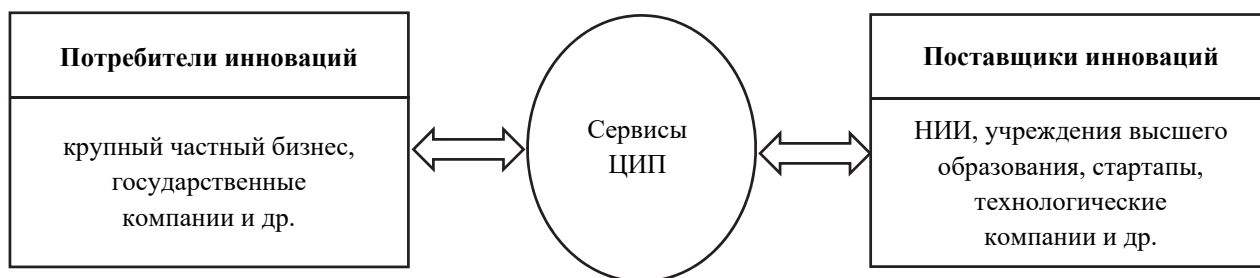 Потребители инноваций
крупный частный бизнес,
государственные
компании и др.
Сервисы
ЦИП
Поставщики инноваций
НИИ, учреждения высшего
образования, стартапы,
технологические
компании и др.